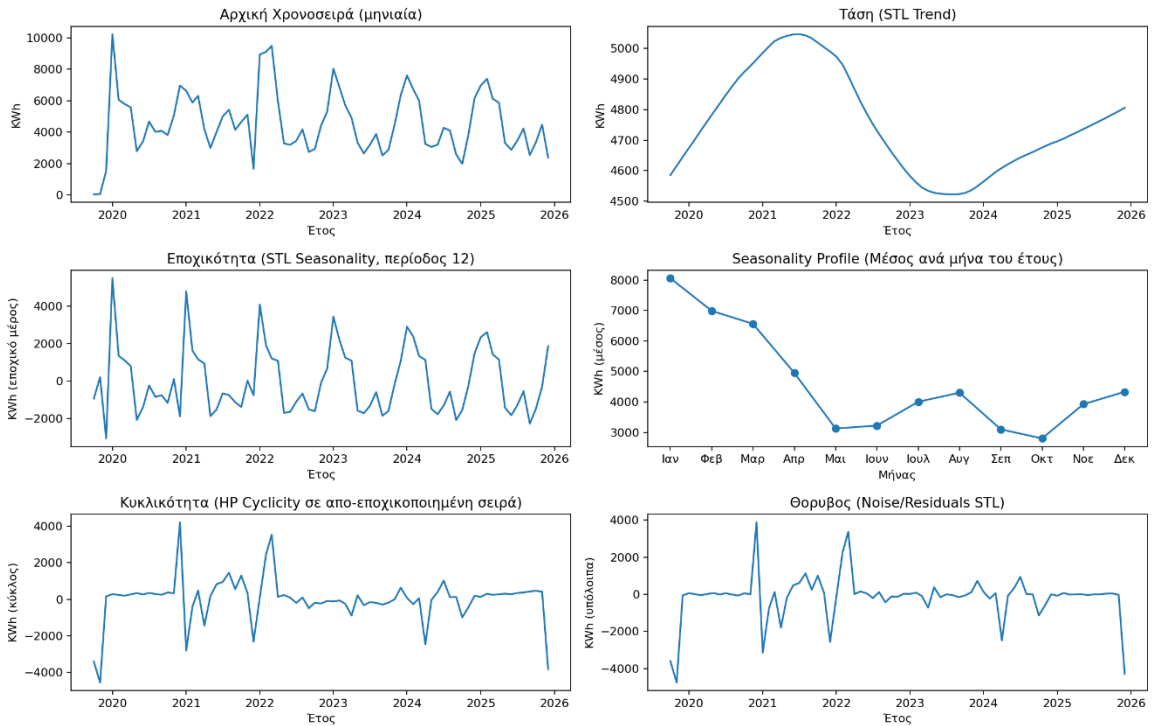 Αρχική Χρονοσειρά (μηνιαία)
KWh
10000
8000
6000
4000
2000
0
2020 2021 2022 2023 2024 2025 2026
Έτος
Τάση (STL Trend)
KWh
5000
4900
4800
4700
4600
4500
2020 2021 2022 2023 2024 2025 2026
Έτος
Εποχικότητα (STL Seasonality, περίοδος 12)
KWh (εποχικό μέρος)
4000
2000
0
−2000
2020 2021 2022 2023 2024 2025 2026
Έτος
Seasonality Profile (Μέσος ανά μήνα του έτους)
KWh (μέσος)
8000
7000
6000
5000
4000
3000
Ιαν Φεβ Μαρ Απρ Μαι Ιουν Ιουλ Αυγ Σεπ Οκτ Νοε Δεκ
Μήνας
Κυκλικότητα (HP Cyclicity σε απο-εποχικοποιημένη σειρά)
KWh (κύκλος)
4000
2000
0
−2000
−4000
2020 2021 2022 2023 2024 2025 2026
Έτος
Θορυβος (Noise/Residuals STL)
KWh (υπόλοιπα)
4000
2000
0
−2000
−4000
2020 2021 2022 2023 2024 2025 2026
Έτος